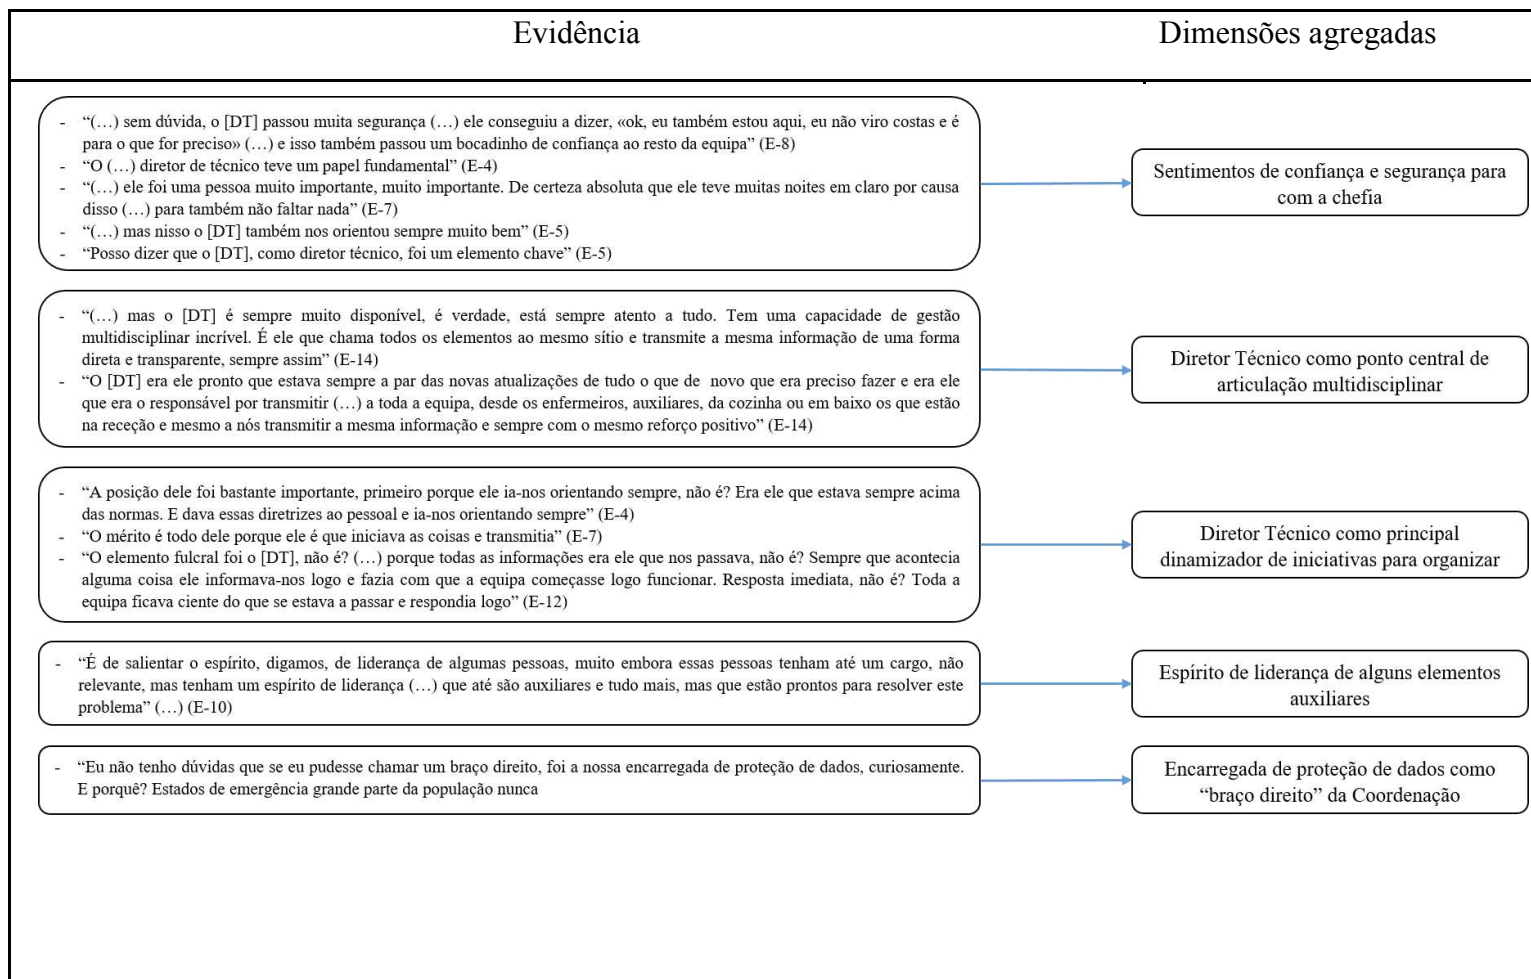 Evidência
Dimensões agregadas
- “(…) sem dúvida, o [DT] passou muita segurança (…) ele conseguiu a dizer, «ok, eu também estou aqui, eu não viro costas e é
para o que for preciso» (…) e isso também passou um bocadinho de confiança ao resto da equipa” (E-8)
- “O (…) diretor de técnico teve um papel fundamental” (E-4)
- “(…) ele foi uma pessoa muito importante, muito importante. De certeza absoluta que ele teve muitas noites em claro por causa
disso (…) para também não faltar nada” (E-7)
- “(…) mas nisso o [DT] também nos orientou sempre muito bem” (E-5)
- “Posso dizer que o [DT], como diretor técnico, foi um elemento chave” (E-5)
Sentimentos de confiança e segurança para
com a chefia
- “(…) mas o [DT] é sempre muito disponível, é verdade, está sempre atento a tudo. Tem uma capacidade de gestão
multidisciplinar incrível. É ele que chama todos os elementos ao mesmo sítio e transmite a mesma informação de uma forma
direta e transparente, sempre assim” (E-14)
- “O [DT] era ele pronto que estava sempre a par das novas atualizações de tudo o que de novo que era preciso fazer e era ele
que era o responsável por transmitir (…) a toda a equipa, desde os enfermeiros, auxiliares, da cozinha ou em baixo os que estão
na receção e mesmo a nós transmitir a mesma informação e sempre com o mesmo reforço positivo” (E-14)
Diretor Técnico como ponto central de
articulação multidisciplinar
- “A posição dele foi bastante importante, primeiro porque ele ia-nos orientando sempre, não é? Era ele que estava sempre acima
das normas. E dava essas diretrizes ao pessoal e ia-nos orientando sempre” (E-4)
- “O mérito é todo dele porque ele é que iniciava as coisas e transmitia” (E-7)
- “O elemento fulcral foi o [DT], não é? (…) porque todas as informações era ele que nos passava, não é? Sempre que acontecia
alguma coisa ele informava-nos logo e fazia com que a equipa começasse logo funcionar. Resposta imediata, não é? Toda a
equipa ficava ciente do que se estava a passar e respondia logo” (E-12)
Diretor Técnico como principal
dinamizador de iniciativas para organizar
- “É de salientar o espírito, digamos, de liderança de algumas pessoas, muito embora essas pessoas tenham até um cargo, não
relevante, mas tenham um espírito de liderança (…) que até são auxiliares e tudo mais, mas que estão prontos para resolver este
problema” (…) (E-10)
Espírito de liderança de alguns elementos
auxiliares
- “Eu não tenho dúvidas que se eu pudesse chamar um braço direito, foi a nossa encarregada de proteção de dados, curiosamente.
E porquê? Estados de emergência grande parte da população nunca
Encarregada de proteção de dados como
“braço direito” da Coordenação